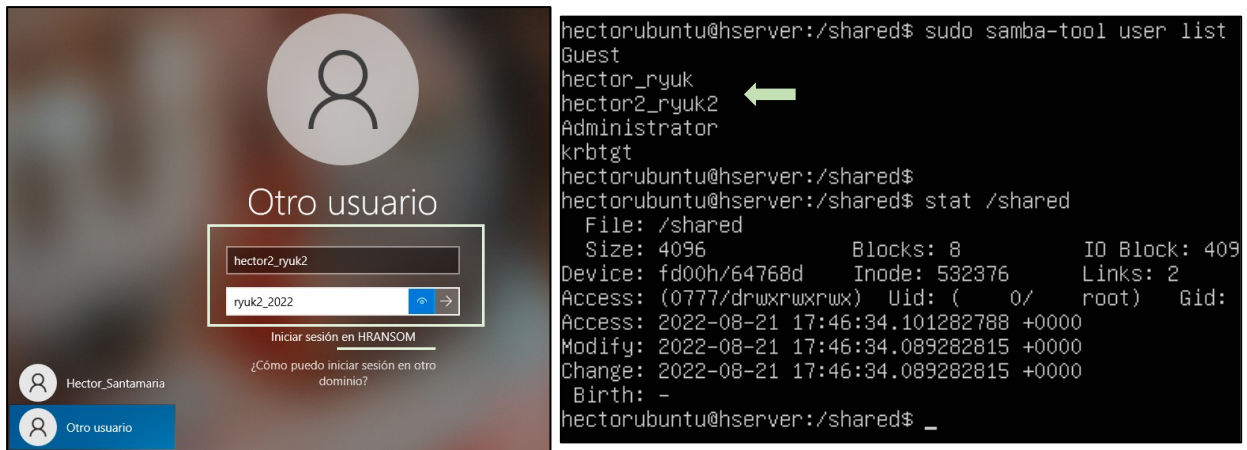 Otro usuario
hector2_ryuk2
ryuk2_2022
Iniciar sesión en HRANSOM
¿Cómo puedo iniciar sesión en otro
dominio?
Hector_Santamaria
Otro usuario
hectorubuntu@hserver:/shared$ sudo samba-tool user list
Guest
hector_ryuk
hector2_ryuk2
Administrator
krbtgt
hectorubuntu@hserver:/shared$
hectorubuntu@hserver:/shared$ stat /shared
File: /shared
Size: 4096 Blocks: 8 IO Block: 409
Device: fd00h/64768d Inode: 532376 Links: 2
Access: (0777/drwxrwxrwx) Uid: ( 0/ root) Gid:
Access: 2022-08-21 17:46:34.101282788 +0000
Modify: 2022-08-21 17:46:34.089282815 +0000
Change: 2022-08-21 17:46:34.089282815 +0000
Birth: -
hectorubuntu@hserver:/shared$ _